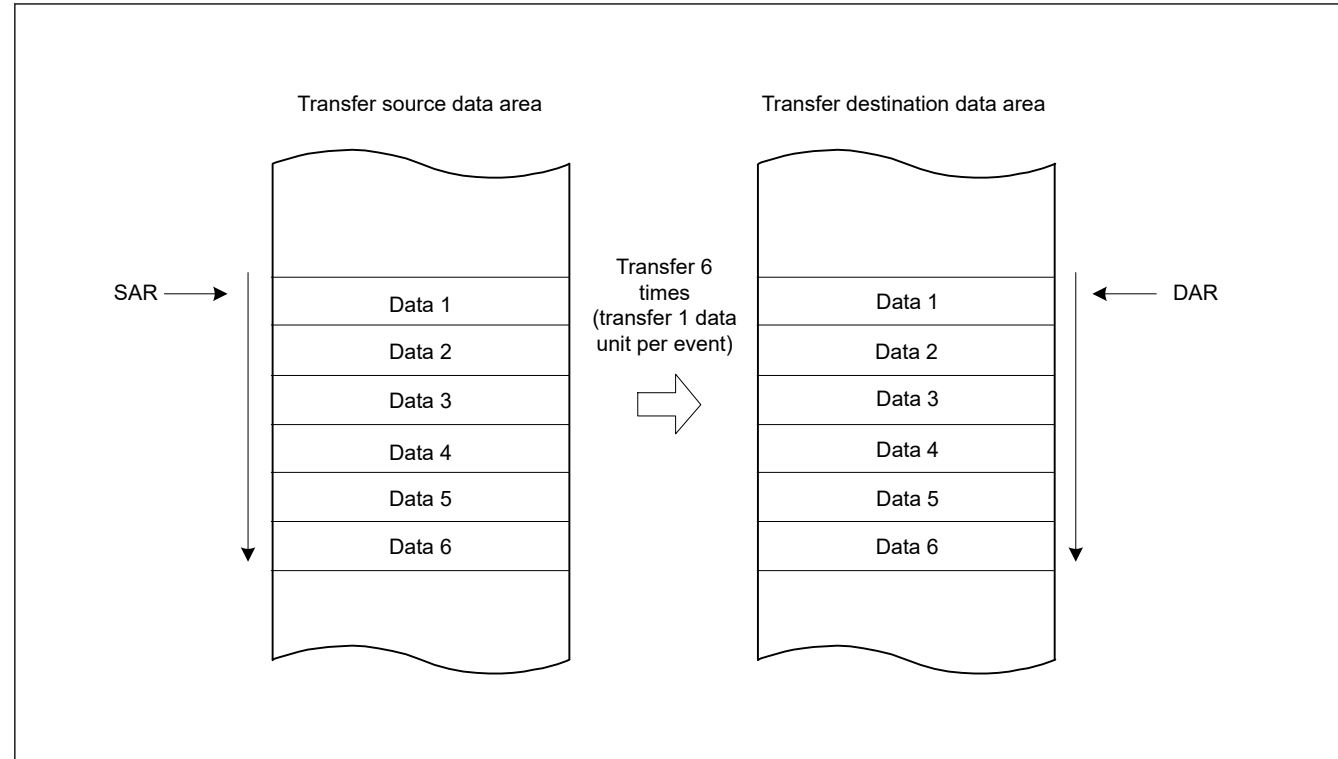 Transfer source data area
Transfer destination data area
SAR
Data 1
Data 2
Data 3
Data 4
Data 5
Data 6
Transfer 6
times
(transfer 1 data
unit per event)
Data 1
Data 2
Data 3
Data 4
Data 5
Data 6
DAR